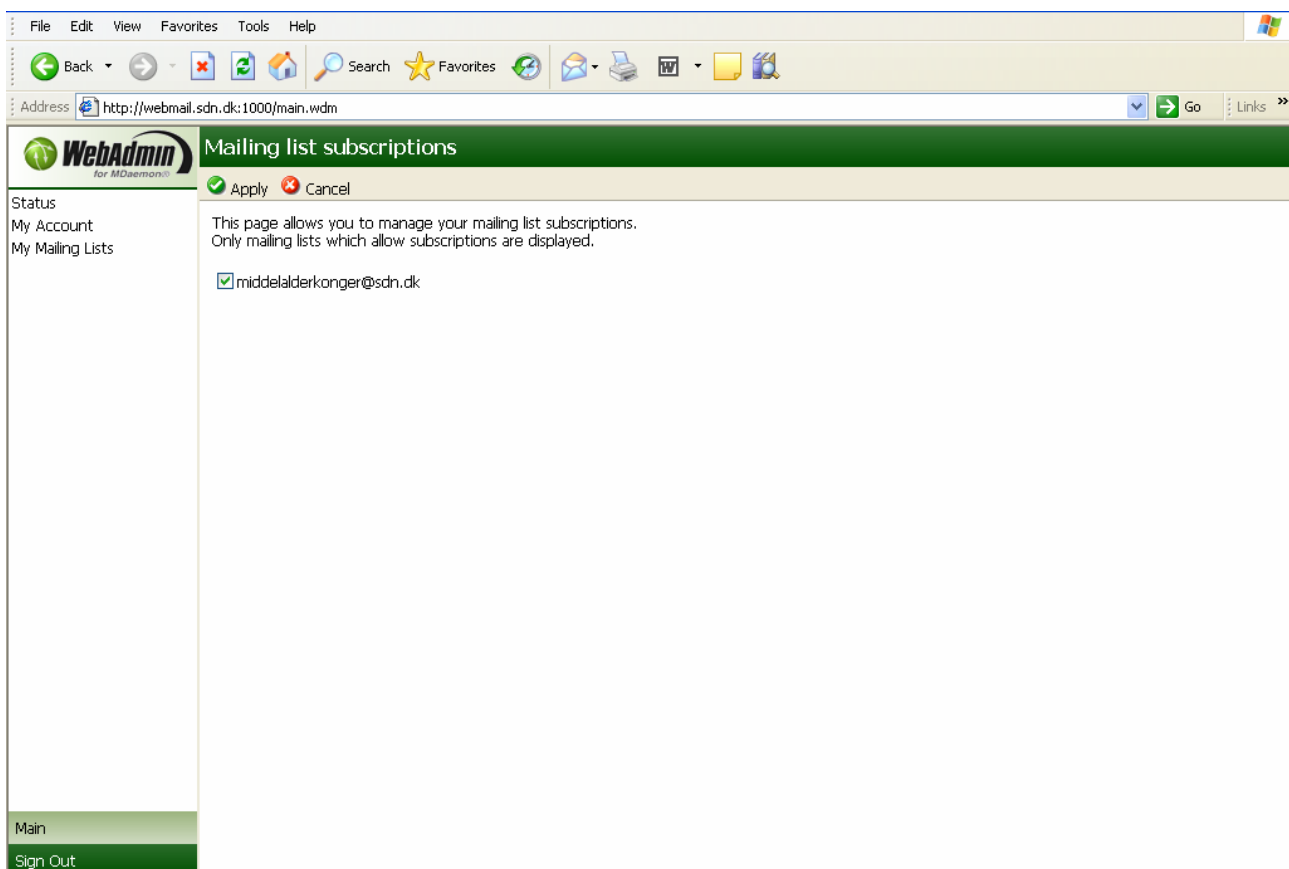 File Edit View Favorites Tools Help
Back Search Favorites
Address http://webmail.sdn.dk:1000/main.wdm Go Links »
WebAdmin
for MDaemon®
Mailing list subscriptions
Apply Cancel
Status
My Account
My Mailing Lists
This page allows you to manage your mailing list subscriptions.
Only mailing lists which allow subscriptions are displayed.
middelalderkonger@sdn.dk
Main
Sign Out